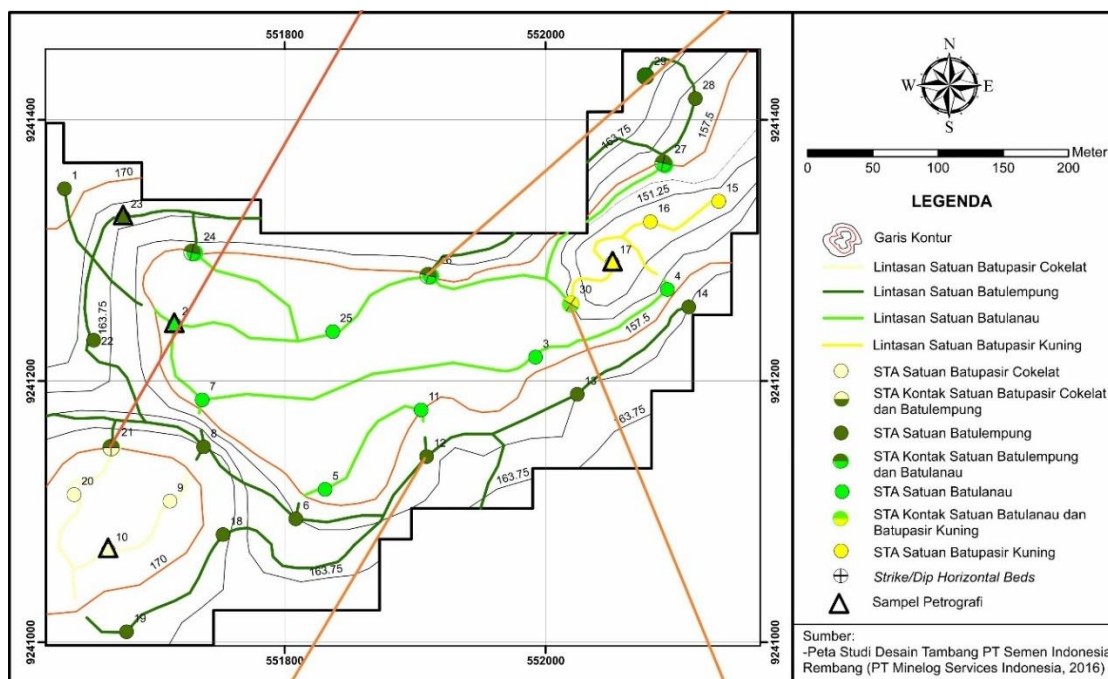 551800
552000
9241400
9241200
9241000
9241400
9241200
9241000
551800
552000
1
170
23
24
2
163.75
22
7
21
8
20
9
10
170
18
19
163.75
6
5
11
12
25
6
3
13
14
4
157.5
163.75
163.75
30
17
16
15
151.25
27
28
29
163.75
157.5
N
W
E
S
Meter
0
50
100
150
200
LEGENDA
Garis Kontur
Lintasan Satuan Batupasir Cokelat
Lintasan Satuan Batulempung
Lintasan Satuan Batulanau
Lintasan Satuan Batupasir Kuning
STA Satuan Batupasir Cokelat
STA Kontak Satuan Batupasir Cokelat
dan Batulempung
STA Satuan Batulempung
STA Kontak Satuan Batulempung
dan Batulanau
STA Satuan Batulanau
STA Kontak Satuan Batulanau dan
Batupasir Kuning
STA Satuan Batupasir Kuning
Strike/Dip Horizontal Beds
Sampel Petrografi
Sumber:
-Peta Studi Desain Tambang PT Semen Indonesia
Rembang (PT Minelog Services Indonesia, 2016)